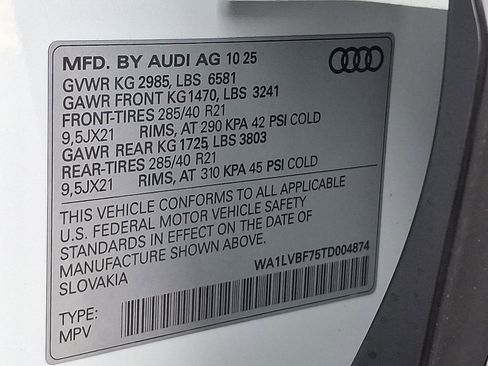 MFD. BY AUDI AG 10 25
GVWR KG 2985, LBS 6581
GAWR FRONT KG1470, LBS 3241
FRONT-TIRES 285/40 R21
9,5JX21 RIMS, AT 290 KPA 42 PSI COLD
GAWR REAR KG 1725, LBS 3803
REAR-TIRES 285/40 R21
9,5JX21 RIMS, AT 310 KPA 45 PSI COLD
THIS VEHICLE CONFORMS TO ALL APPLICABLE
U.S. FEDERAL MOTOR VEHICLE SAFETY
STANDARDS IN EFFECT ON THE DATE OF
MANUFACTURE SHOWN ABOVE.
SLOVAKIA
WA1LVBF75TD004874
TYPE:
MPV